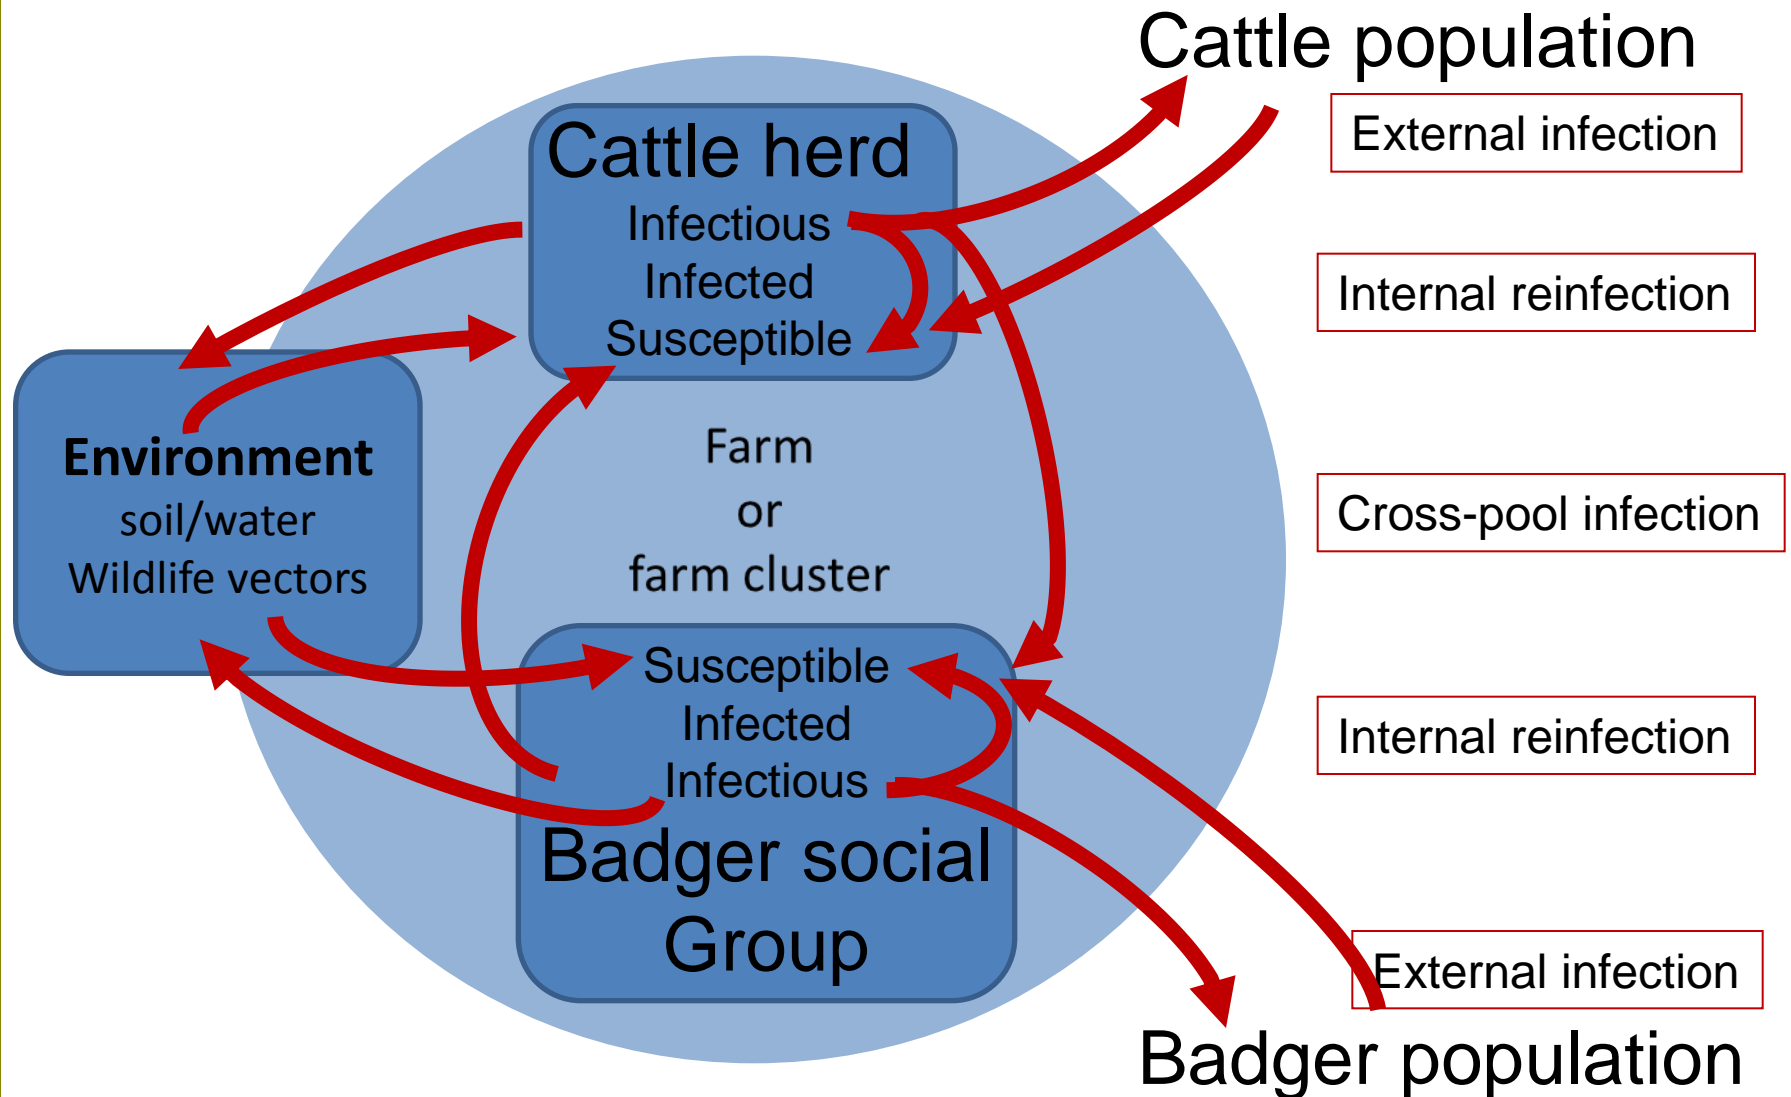 Cattle population
External infection
Cattle herd
Infectious
Infected
Susceptible
Internal reinfection
Environment
soil/water
Wildlife vectors
Farm
or
farm cluster
Cross-pool infection
Susceptible
Infected
Infectious
Badger social
Group
Internal reinfection
External infection
Badger population